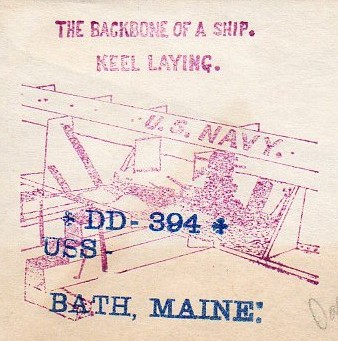 THE BACKBONE OF A SHIP.
KEEL LAYING.
U.S. NAVY.
* DD-394 *
USS-
BATH, MAINE: